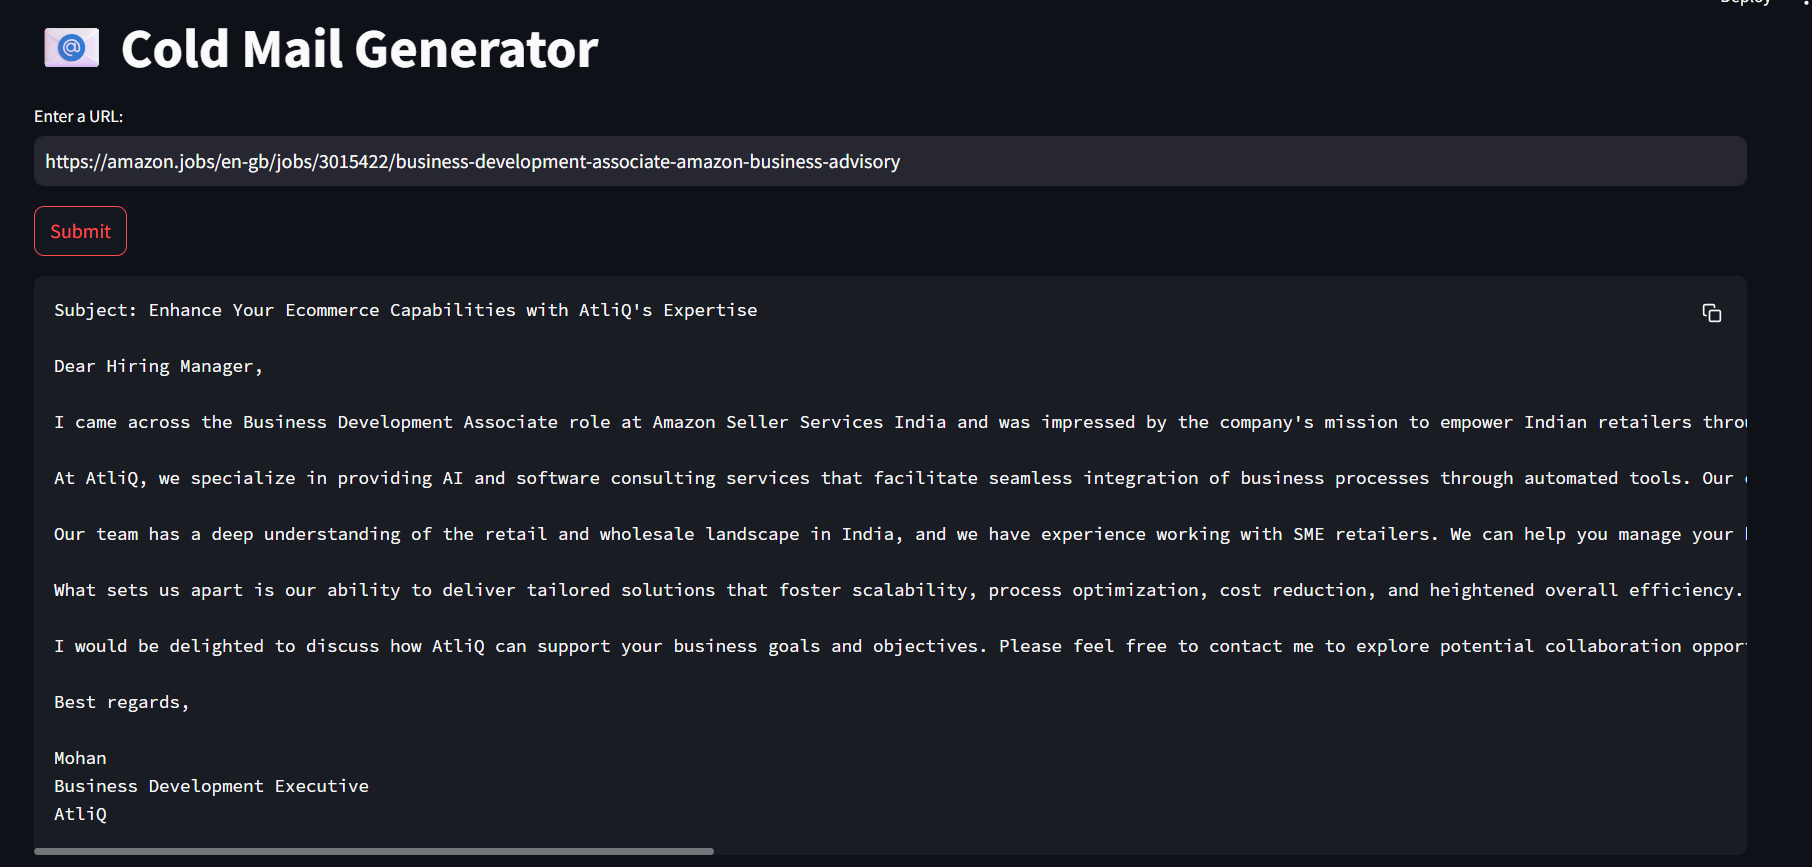 Deploy
Cold Mail Generator
Enter a URL:
https://amazon.jobs/en-gb/jobs/3015422/business-development-associate-amazon-business-advisory
Submit
Subject: Enhance Your Ecommerce Capabilities with AtliQ's Expertise
Dear Hiring Manager,
I came across the Business Development Associate role at Amazon Seller Services India and was impressed by the company's mission to empower Indian retailers
At AtliQ, we specialize in providing AI and software consulting services that facilitate seamless integration of business processes through automated tools. Our
Our team has a deep understanding of the retail and wholesale landscape in India, and we have experience working with SME retailers. We can help you manage your
What sets us apart is our ability to deliver tailored solutions that foster scalability, process optimization, cost reduction, and heightened overall efficiency.
I would be delighted to discuss how AtliQ can support your business goals and objectives. Please feel free to contact me to explore potential collaboration
Best regards,
Mohan
Business Development Executive
AtliQ